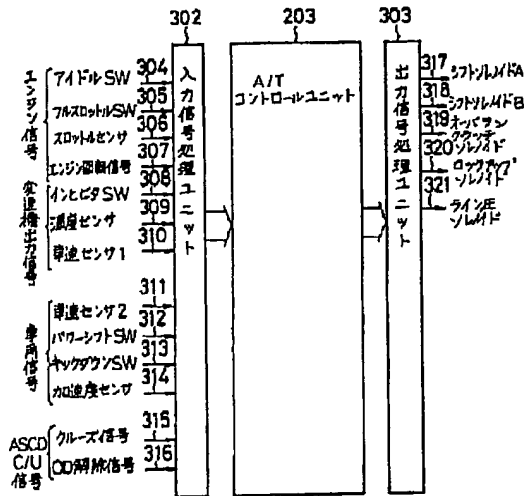 302
203
303
エンジン信号
アイドルSW
304
フルスロットルSW
305
スロットルセンサ
306
エンジン回転信号
307
変速機出力信号
インヒビタSW
308
温度センサ
309
車速センサ1
310
車両信号
車速センサ2
311
パワーシフトSW
312
キックダウンSW
313
加速度センサ
314
ASCD
C/U
信号
クルーズ信号
315
OD解除信号
316
入力信号処理ユニット
A/T
コントロールユニット
出力信号処理ユニット
317
シフトソレノイドA
318
シフトソレノイドB
319
オーバラン
クラッチ
ソレノイド
320
ロックアップ
ソレノイド
321
ライン圧
ソレノイド